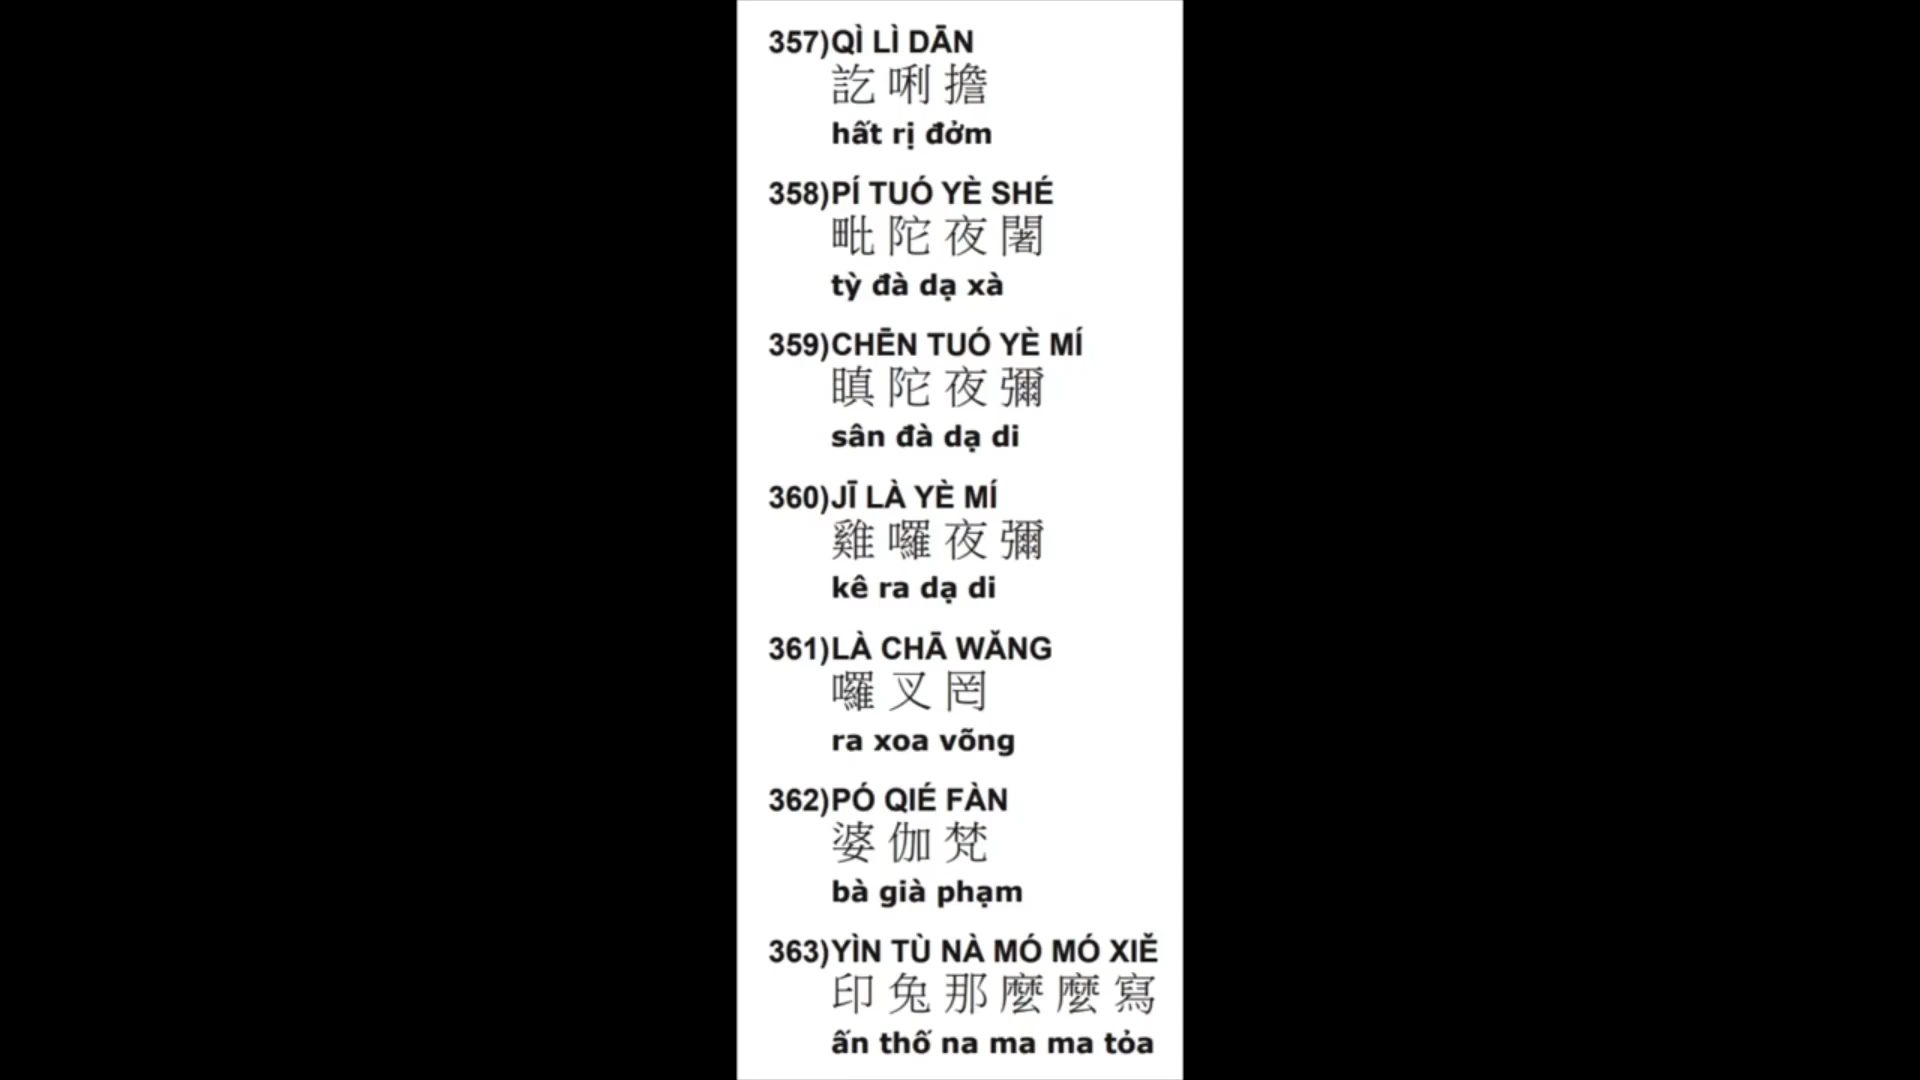 357)QÌ LÌ DĀN
訖唎擔
hất rị đởm
358)PÍ TUÓ YÈ SHÉ
毗陀夜闍
tỳ đà dạ xà
359)CHĒN TUÓ YÈ MÍ
瞋陀夜彌
sân đà dạ di
360)JĪ LÀ YÈ MÍ
雞囉夜彌
kê ra dạ di
361)LÀ CHĀ WǍNG
囉叉罔
ra xoa võng
362)PÓ QIÉ FÀN
婆伽梵
bà già phạm
363)YÌN TÙ NÀ MÓ MÓ XIĚ
印兔那麼麼寫
ấn thố na ma ma tỏa